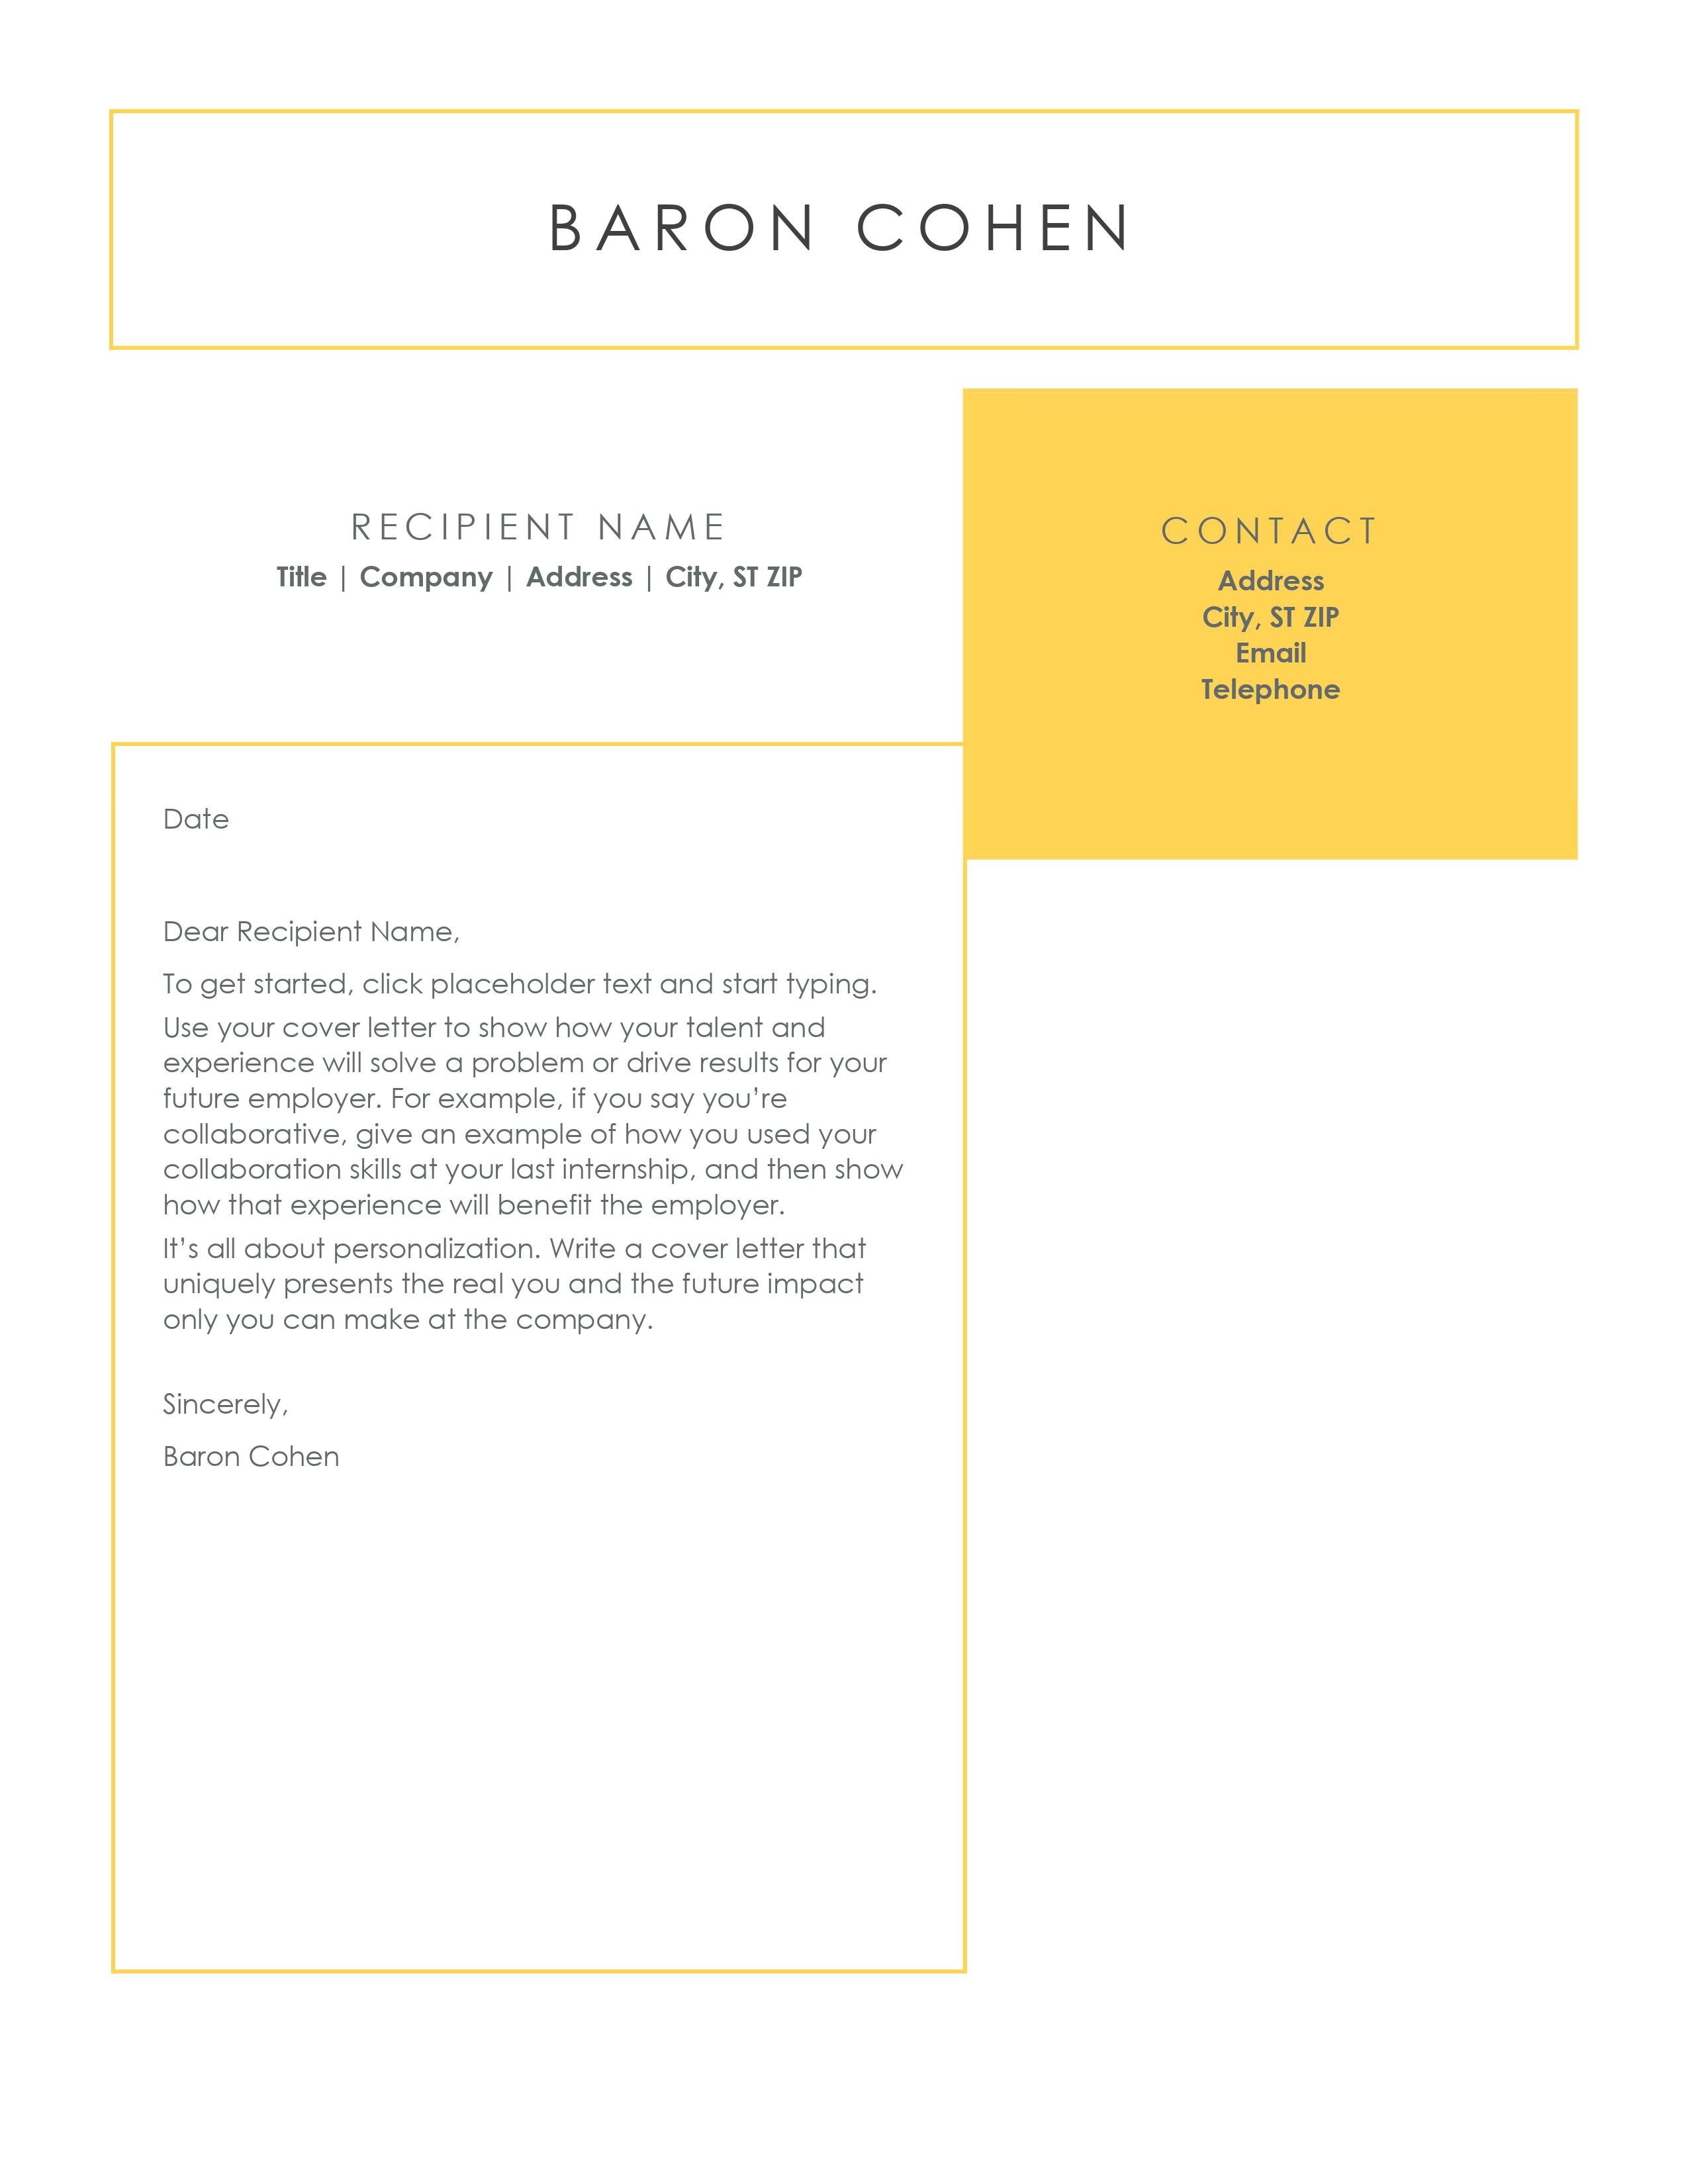 BARON COHEN
RECIPIENT NAME
Title | Company | Address | City, ST ZIP
CONTACT
Address
City, ST ZIP
Email
Telephone
Date
Dear Recipient Name,
To get started, click placeholder text and start typing.
Use your cover letter to show how your talent and
experience will solve a problem or drive results for your
future employer. For example, if you say you’re
collaborative, give an example of how you used your
collaboration skills at your last internship, and then show
how that experience will benefit the employer.
It’s all about personalization. Write a cover letter that
uniquely presents the real you and the future impact
only you can make at the company.
Sincerely,
Baron Cohen